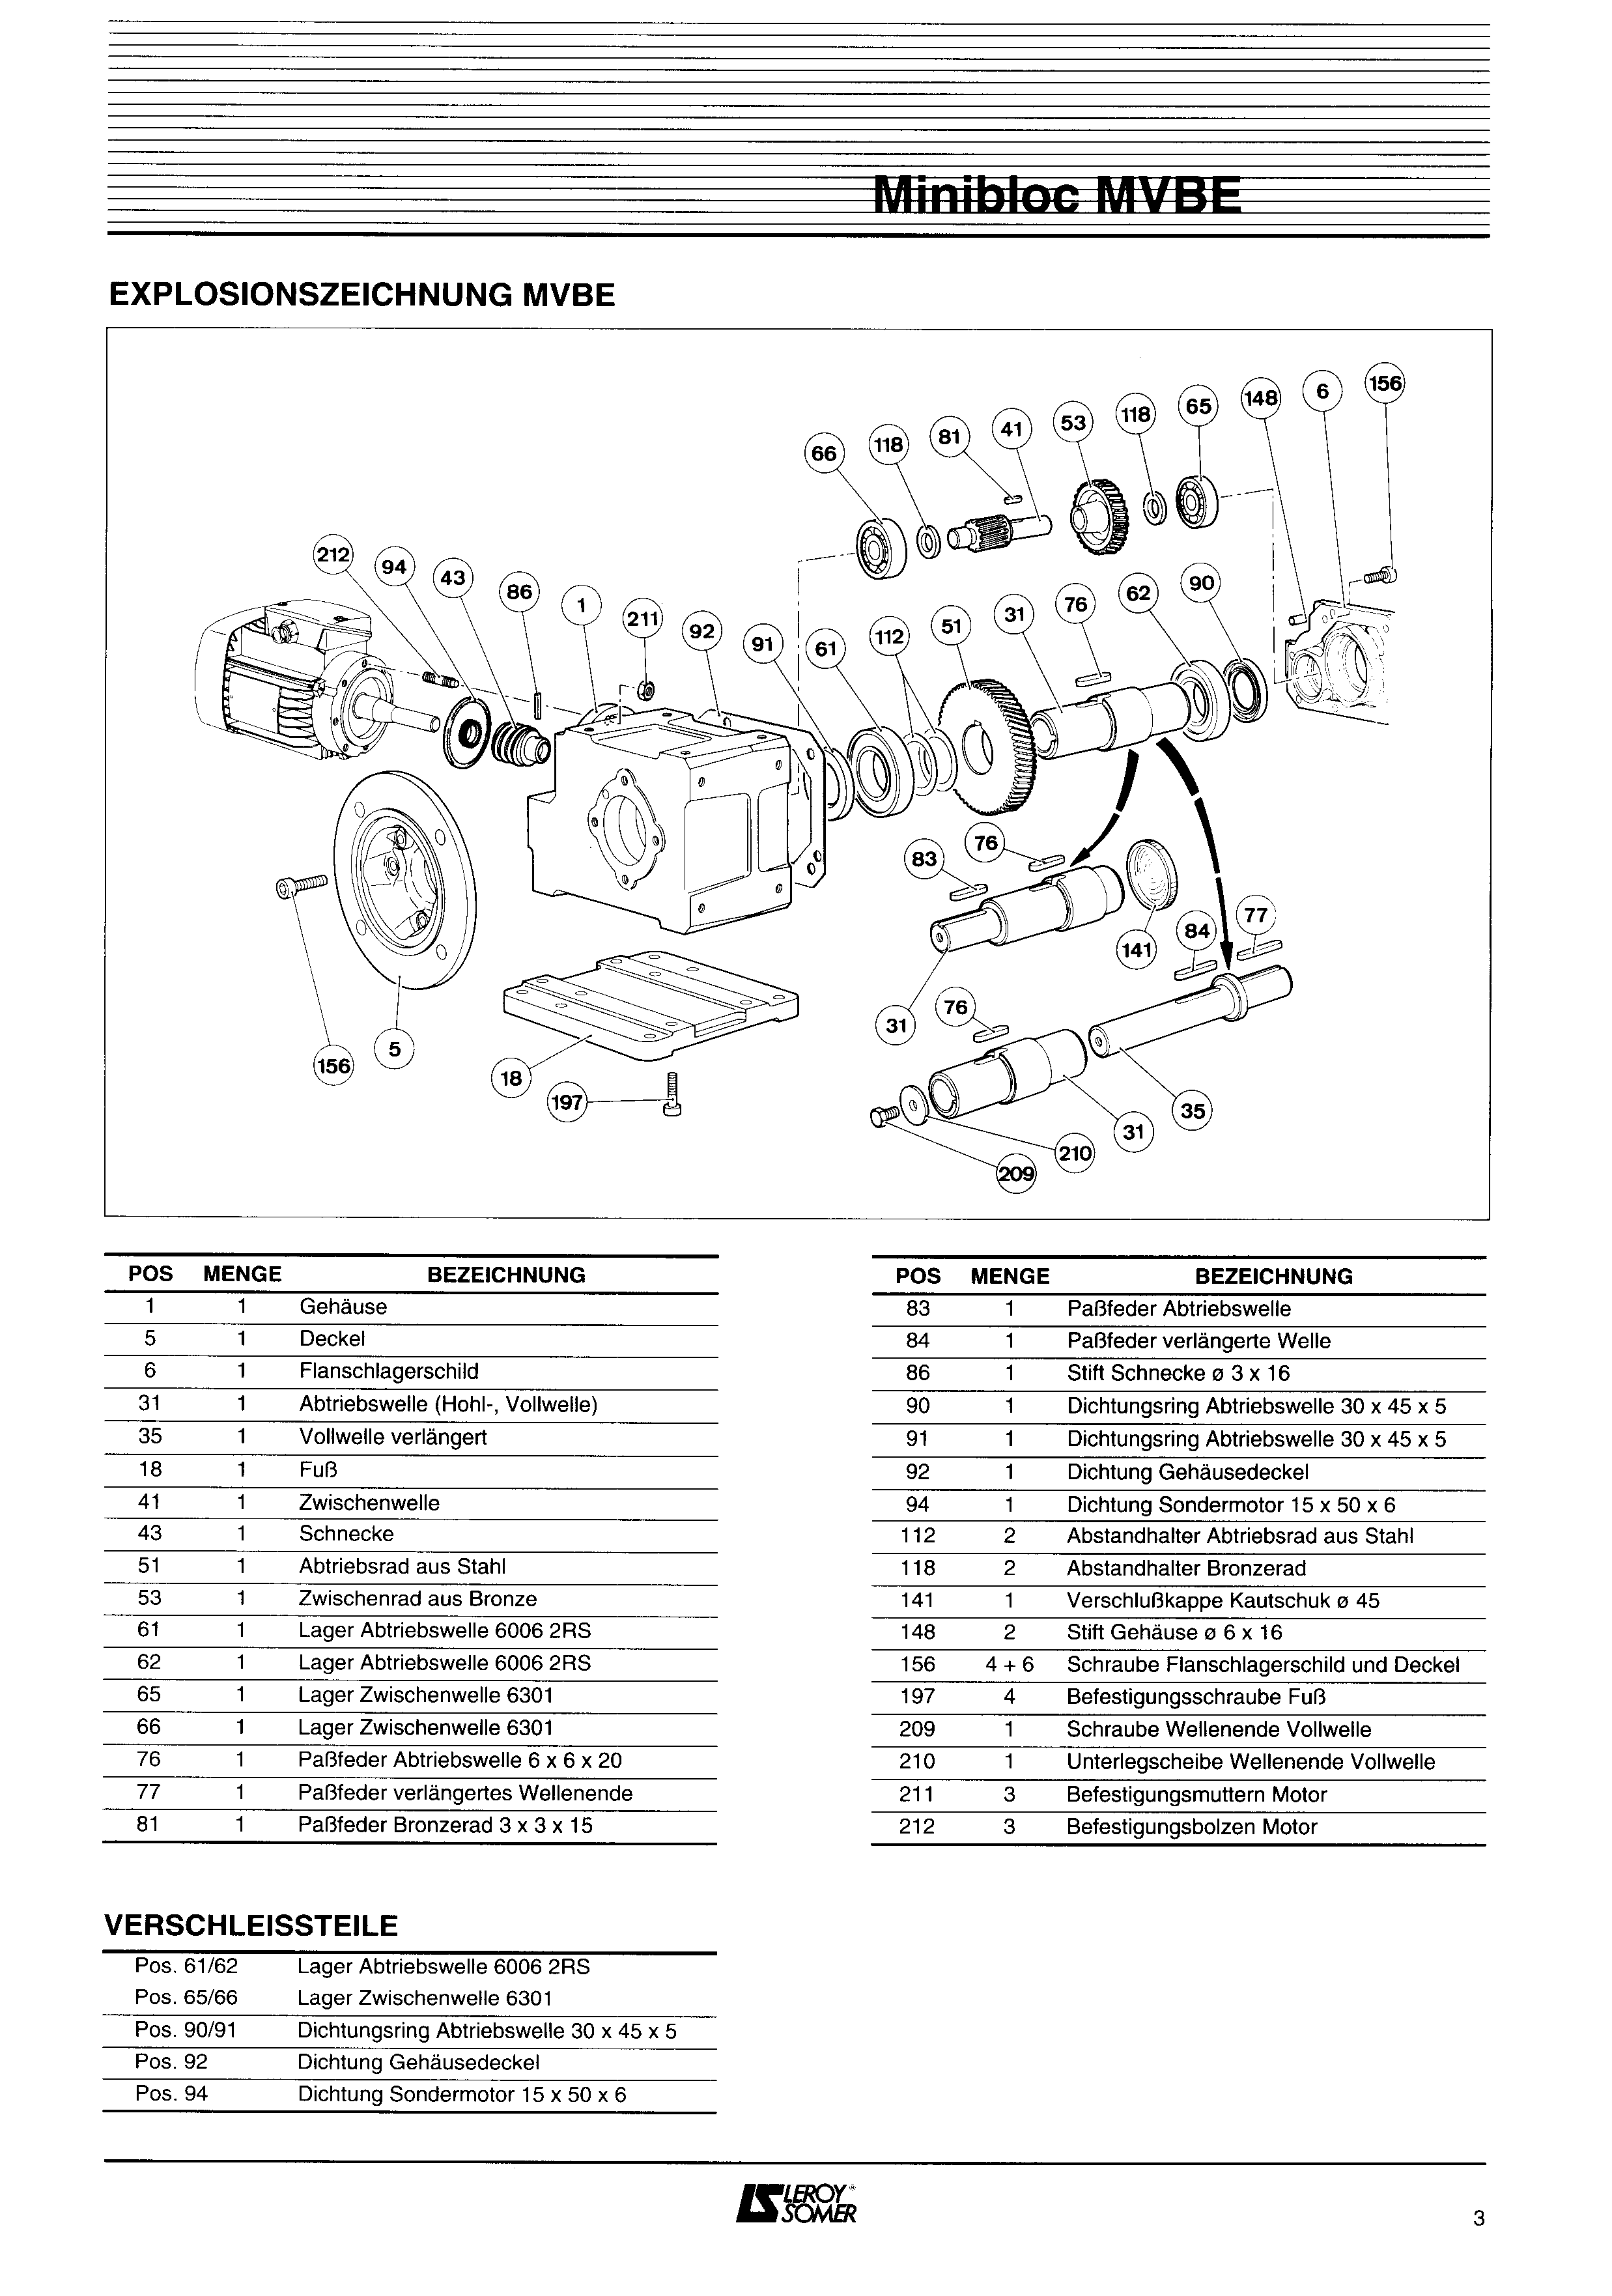 Minibloc MVBE
EXPLOSIONSZEICHNUNG MVBE
156
6
148
65
118
53
41
81
118
66
212
94
43
86
1
211
92
91
61
112
51
31
76
62
90
83
76
141
84
77
31
76
35
31
210
209
156
5
18
197
POS MENGE BEZEICHNUNG
1 1 Gehäuse
5 1 Deckel
6 1 Flanschlagerschild
31 1 Abtriebswelle (Hohl-, Vollwelle)
35 1 Vollwelle verlängert
18 1 Fuß
41 1 Zwischenwelle
43 1 Schnecke
51 1 Abtriebsrad aus Stahl
53 1 Zwischenrad aus Bronze
61 1 Lager Abtriebswelle 6006 2RS
62 1 Lager Abtriebswelle 6006 2RS
65 1 Lager Zwischenwelle 6301
66 1 Lager Zwischenwelle 6301
76 1 Paßfeder Abtriebswelle 6 x 6 x 20
77 1 Paßfeder verlängertes Wellenende
81 1 Paßfeder Bronzerad 3 x 3 x 15
POS MENGE BEZEICHNUNG
83 1 Paßfeder Abtriebswelle
84 1 Paßfeder verlängerte Welle
86 1 Stift Schnecke ø 3 x 16
90 1 Dichtungsring Abtriebswelle 30 x 45 x 5
91 1 Dichtungsring Abtriebswelle 30 x 45 x 5
92 1 Dichtung Gehäusedeckel
94 1 Dichtung Sondermotor 15 x 50 x 6
112 2 Abstandhalter Abtriebsrad aus Stahl
118 2 Abstandhalter Bronzerad
141 1 Verschlußkappe Kautschuk ø 45
148 2 Stift Gehäuse ø 6 x 16
156 4 + 6 Schraube Flanschlagerschild und Deckel
197 4 Befestigungsschraube Fuß
209 1 Schraube Wellenende Vollwelle
210 1 Unterlegscheibe Wellenende Vollwelle
211 3 Befestigungsmuttern Motor
212 3 Befestigungsbolzen Motor
VERSCHLEISSTEILE
Pos. 61/62 Lager Abtriebswelle 6006 2RS
Pos. 65/66 Lager Zwischenwelle 6301
Pos. 90/91 Dichtungsring Abtriebswelle 30 x 45 x 5
Pos. 92 Dichtung Gehäusedeckel
Pos. 94 Dichtung Sondermotor 15 x 50 x 6
LS LEROY®
SOMER
3